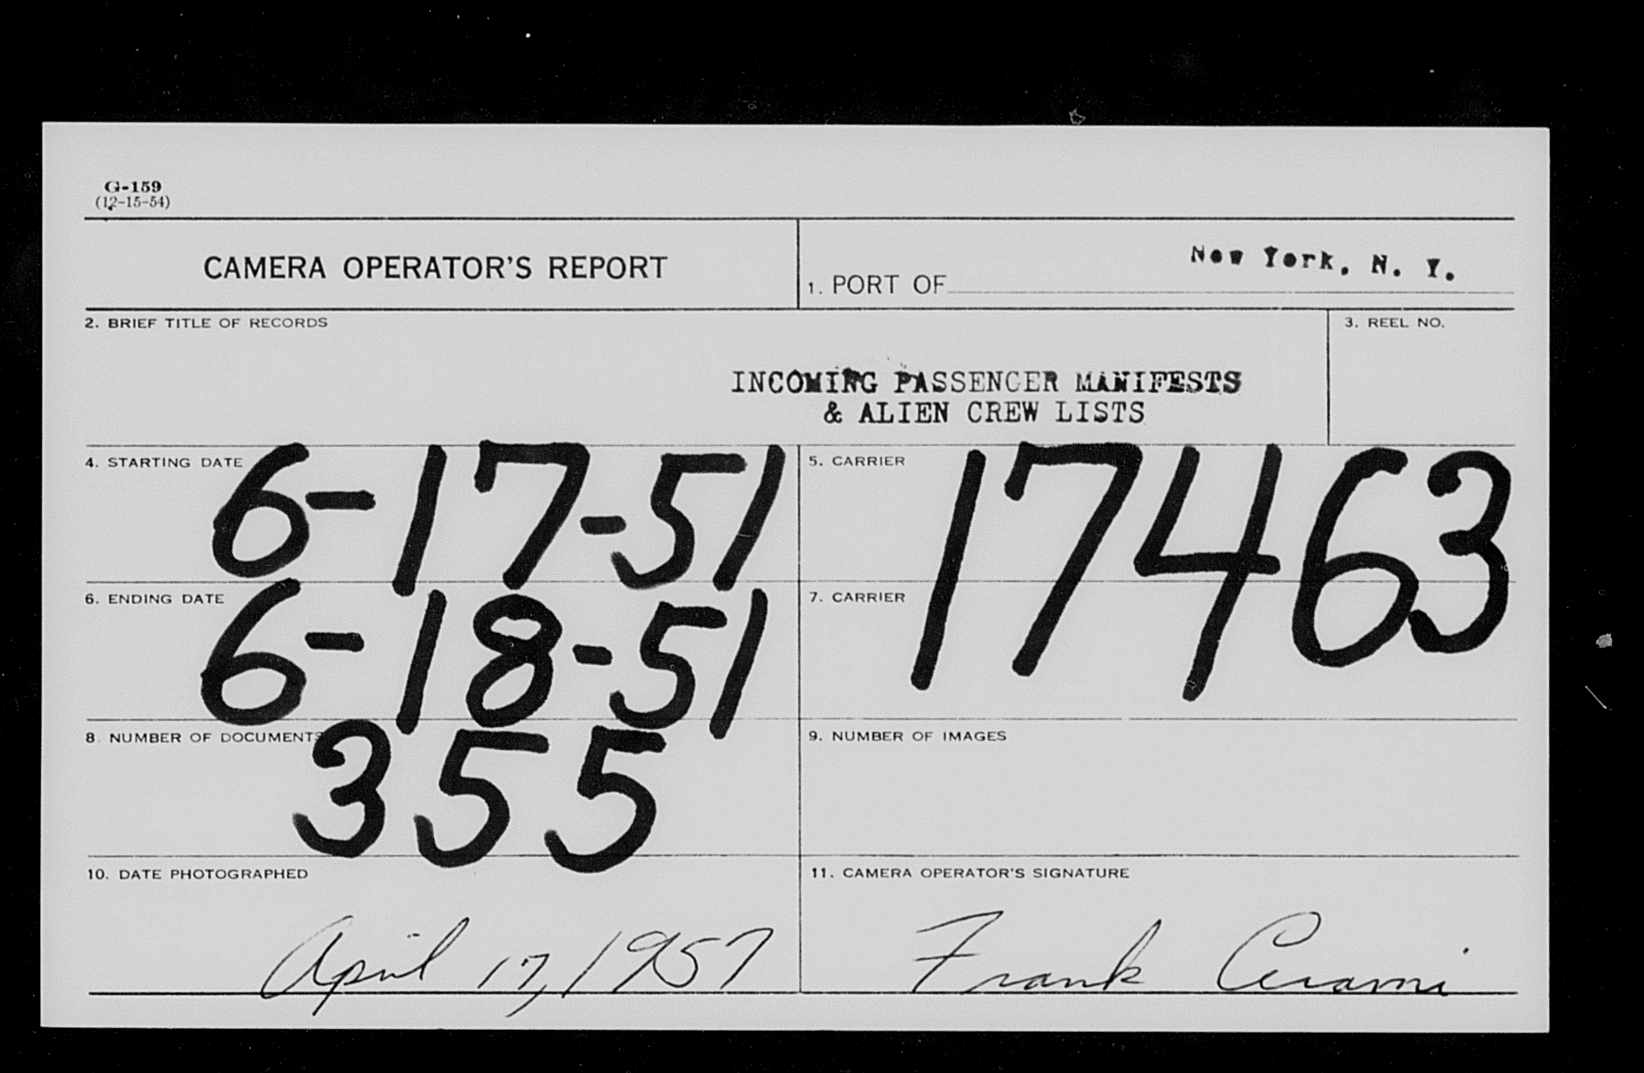 G-159
(12-15-54)
CAMERA OPERATOR'S REPORT
1. PORT OF New York, N. Y.
2. BRIEF TITLE OF RECORDS
3. REEL NO.
INCOMING PASSENGER MANIFESTS
& ALIEN CREW LISTS
4. STARTING DATE 6-17-51
5. CARRIER 17463
6. ENDING DATE 6-18-51
7. CARRIER
8. NUMBER OF DOCUMENTS 355
9. NUMBER OF IMAGES
10. DATE PHOTOGRAPHED
April 17, 1957
11. CAMERA OPERATOR'S SIGNATURE
Frank Cerami